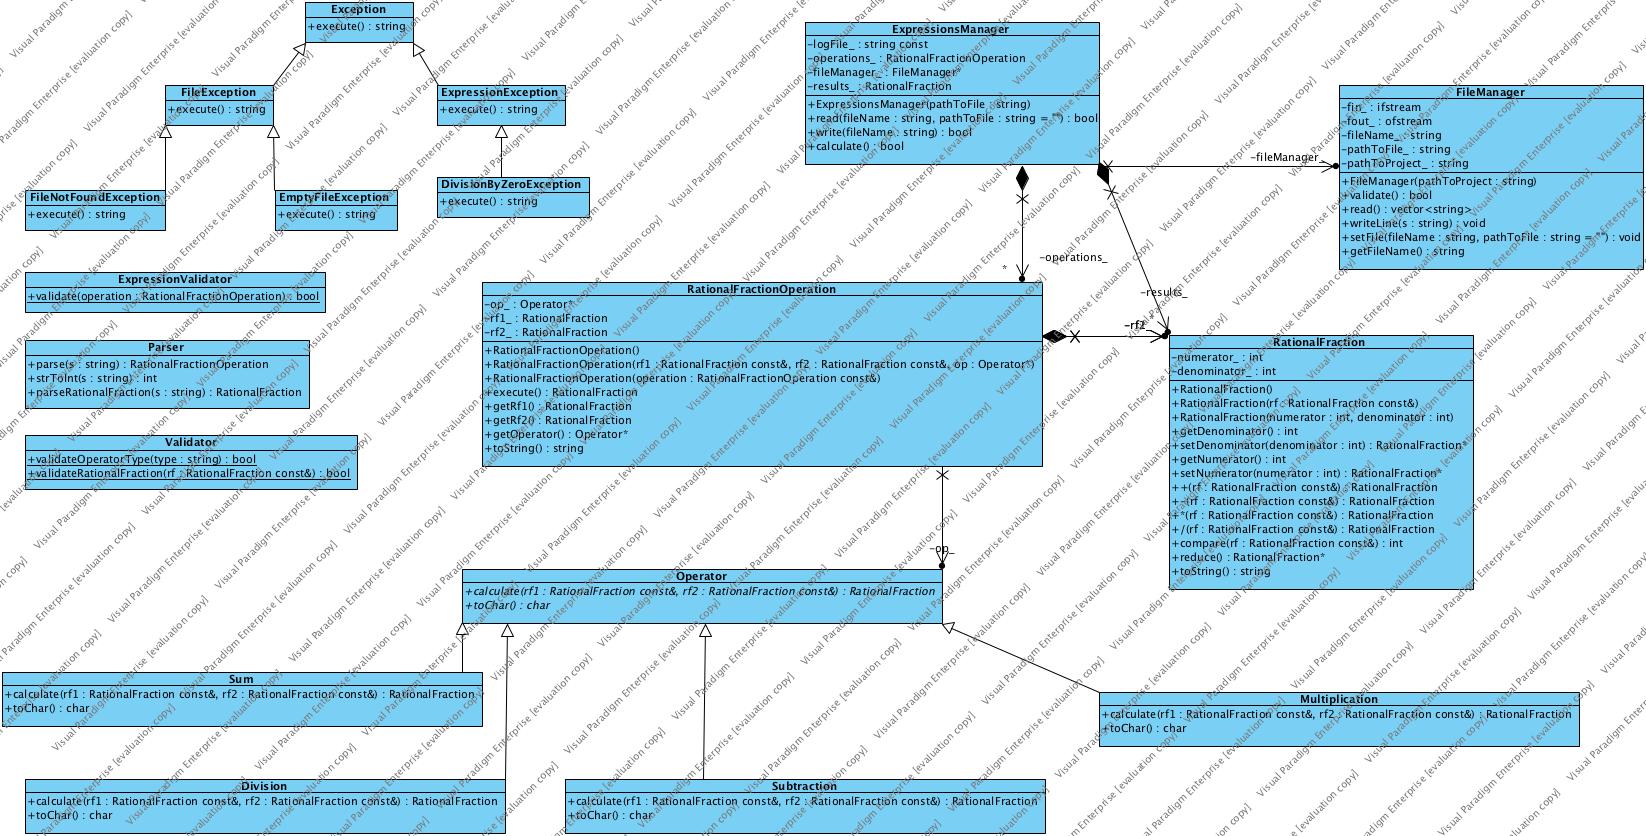 Exception
+execute() : string
FileException
+execute() : string
ExpressionException
+execute() : string
FileNotFoundException
+execute() : string
EmptyFileException
+execute() : string
DivisionByZeroException
+execute() : string
ExpressionsManager
-logFile_ : string const
-operations_ : RationalFractionOperation
-fileManager_ : FileManager*
-results_ : RationalFraction
+ExpressionsManager(pathToFile : string)
+read(fileName : string, pathToFile : string = "") : bool
+write(fileName : string) : bool
+calculate() : bool
-fileManager_
FileManager
-fin_ : ifstream
-fout_ : ofstream
-fileName_ : string
-pathToFile_ : string
-pathToProject_ : string
+FileManager(pathToProject : string)
+validate() : bool
+read() : vector<string>
+writeLine(s : string) : void
+setFile(fileName : string, pathToFile : string = "") : void
+getFileName() : string
-operations_
*
-results_
*
ExpressionValidator
+validate(operation : RationalFractionOperation) : bool
Parser
+parse(s : string) : RationalFractionOperation
+strToInt(s : string) : int
+parseRationalFraction(s : string) : RationalFraction
Validator
+validateOperatorType(type : string) : bool
+validateRationalFraction(rf : RationalFraction const&) : bool
RationalFractionOperation
-op_ : Operator*
-rf1_ : RationalFraction
-rf2_ : RationalFraction
+RationalFractionOperation()
+RationalFractionOperation(rf1 : RationalFraction const&, rf2 : RationalFraction const&, op : Operator*)
+RationalFractionOperation(operation : RationalFractionOperation const&)
+execute() : RationalFraction
+getRf1() : RationalFraction
+getRf2() : RationalFraction
+getOperator() : Operator*
+toString() : string
RationalFraction
-numerator_ : int
-denominator_ : int
+RationalFraction()
+RationalFraction(rf : RationalFraction const&)
+RationalFraction(numerator : int, denominator : int)
+getDenominator() : int
+setDenominator(denominator : int) : RationalFraction*
+getNumerator() : int
+setNumerator(numerator : int) : RationalFraction*
++(rf : RationalFraction const&) : RationalFraction
+-(rf : RationalFraction const&) : RationalFraction
+*(rf : RationalFraction const&) : RationalFraction
+/(rf : RationalFraction const&) : RationalFraction
+compare(rf : RationalFraction const&) : int
+reduce() : RationalFraction*
+toString() : string
-op_
Operator
+calculate(rf1 : RationalFraction const&, rf2 : RationalFraction const&) : RationalFraction
+toChar() : char
Sum
+calculate(rf1 : RationalFraction const&, rf2 : RationalFraction const&) : RationalFraction
+toChar() : char
Multiplication
+calculate(rf1 : RationalFraction const&, rf2 : RationalFraction const&) : RationalFraction
+toChar() : char
Division
+calculate(rf1 : RationalFraction const&, rf2 : RationalFraction const&) : RationalFraction
+toChar() : char
Subtraction
+calculate(rf1 : RationalFraction const&, rf2 : RationalFraction const&) : RationalFraction
+toChar() : char
Visual Paradigm Enterprise [evaluation copy]